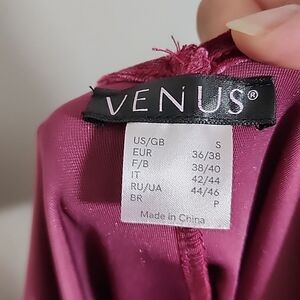 VENUS®
US/GB S
EUR 36/38
F/B 38/40
IT 42/44
RU/UA 44/46
BR P
Made in China